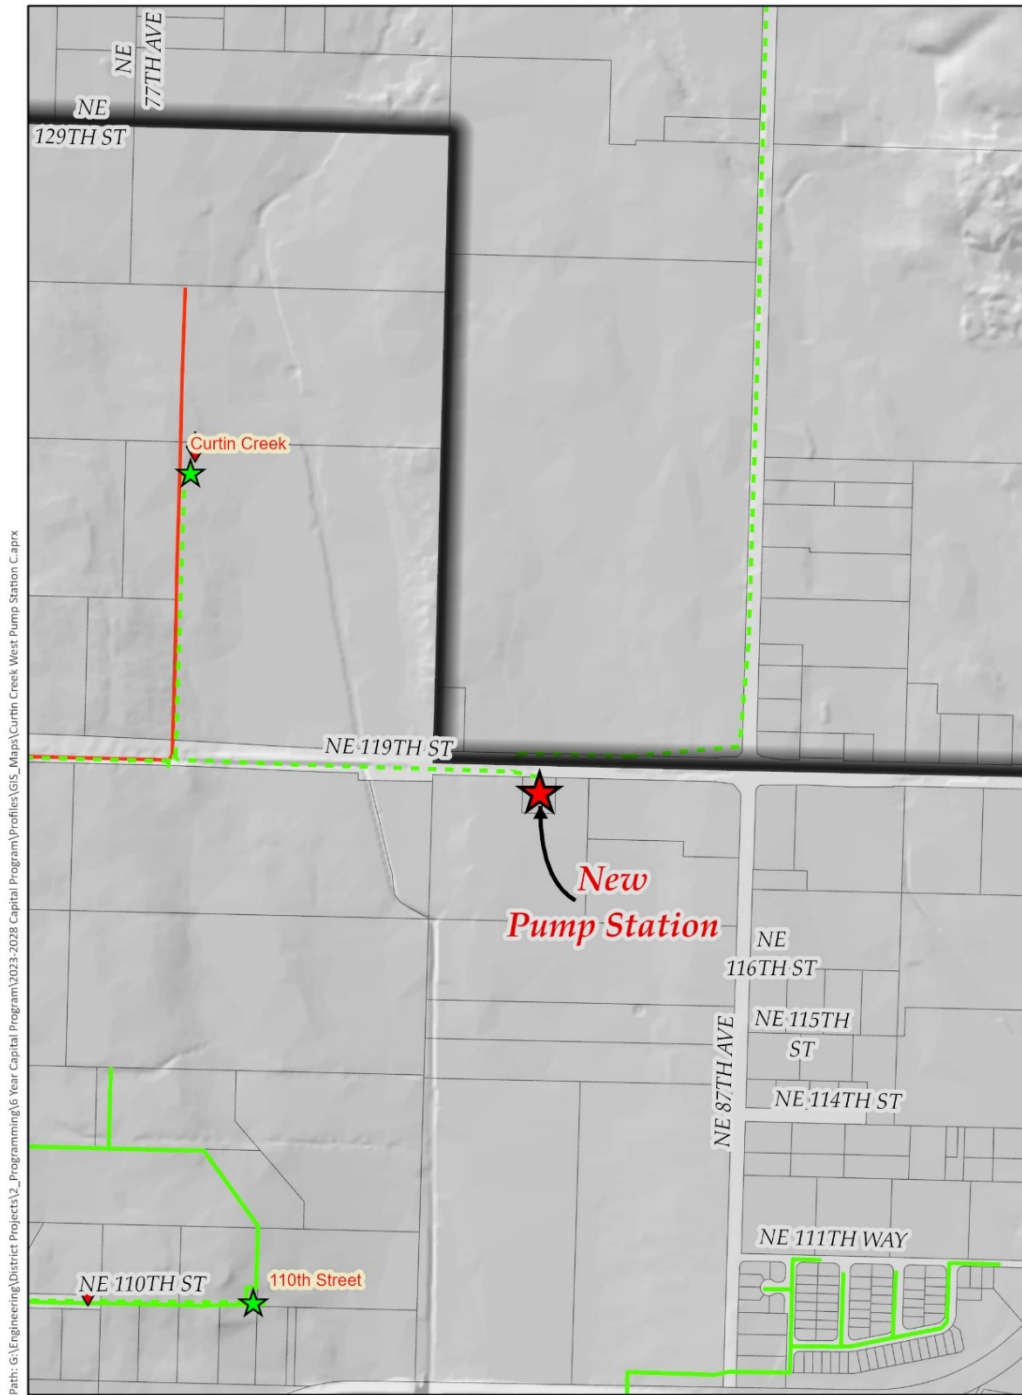 NE
77TH AVE
NE
129TH ST
Curtin Creek
NE 119TH ST
New
Pump Station
NE
116TH ST
NE 115TH
ST
NE 87TH AVE
NE 114TH ST
NE 111TH WAY
110th Street
NE 110TH ST
Path: G:\Engineering\District Projects\2_Programming\6 Year Capital Program\2023-2028 Capital Program\Profiles\GIS_Maps\Curtin Creek West Pump Station C.aprx